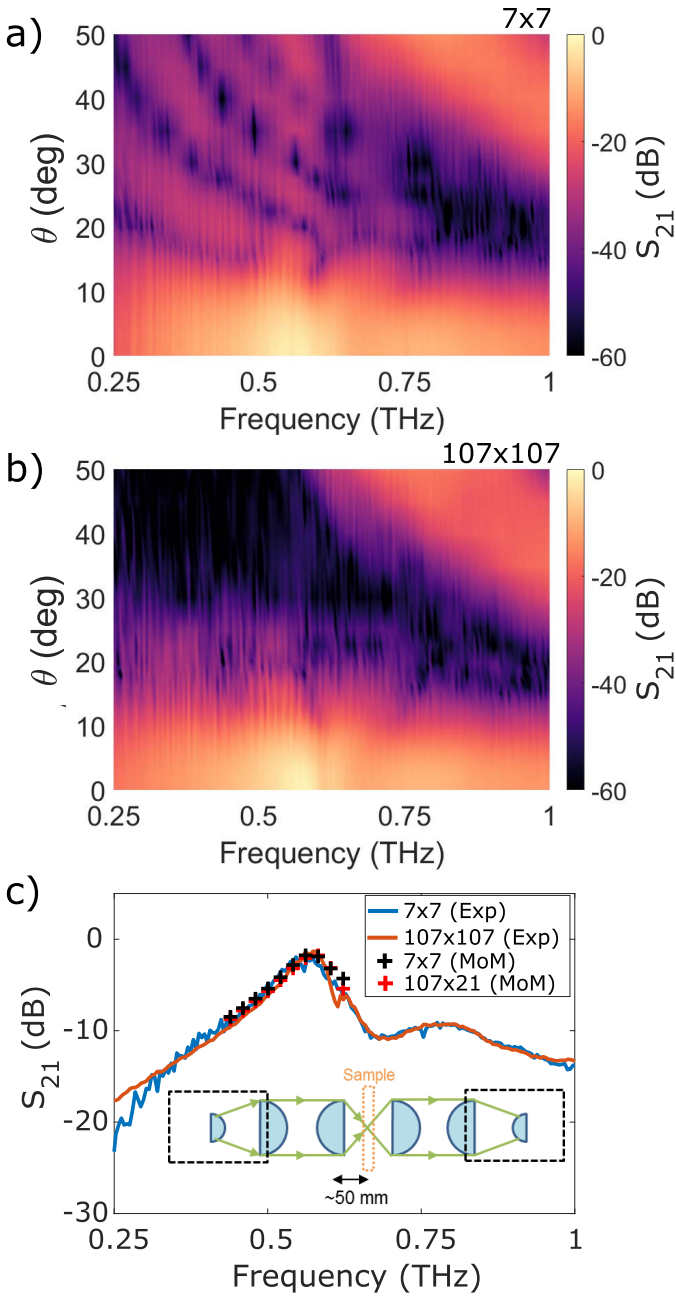 a)
7x7
50
40
30
20
10
0
θ (deg)
0.25
0.5
0.75
1
Frequency (THz)
0
-20
-40
-60
S21 (dB)
b)
107x107
50
40
30
20
10
0
θ (deg)
0.25
0.5
0.75
1
Frequency (THz)
0
-20
-40
-60
S21 (dB)
c)
0
-10
-20
-30
S21 (dB)
7x7 (Exp)
107x107 (Exp)
7x7 (MoM)
107x21 (MoM)
Sample
~50 mm
0.25
0.5
0.75
1
Frequency (THz)